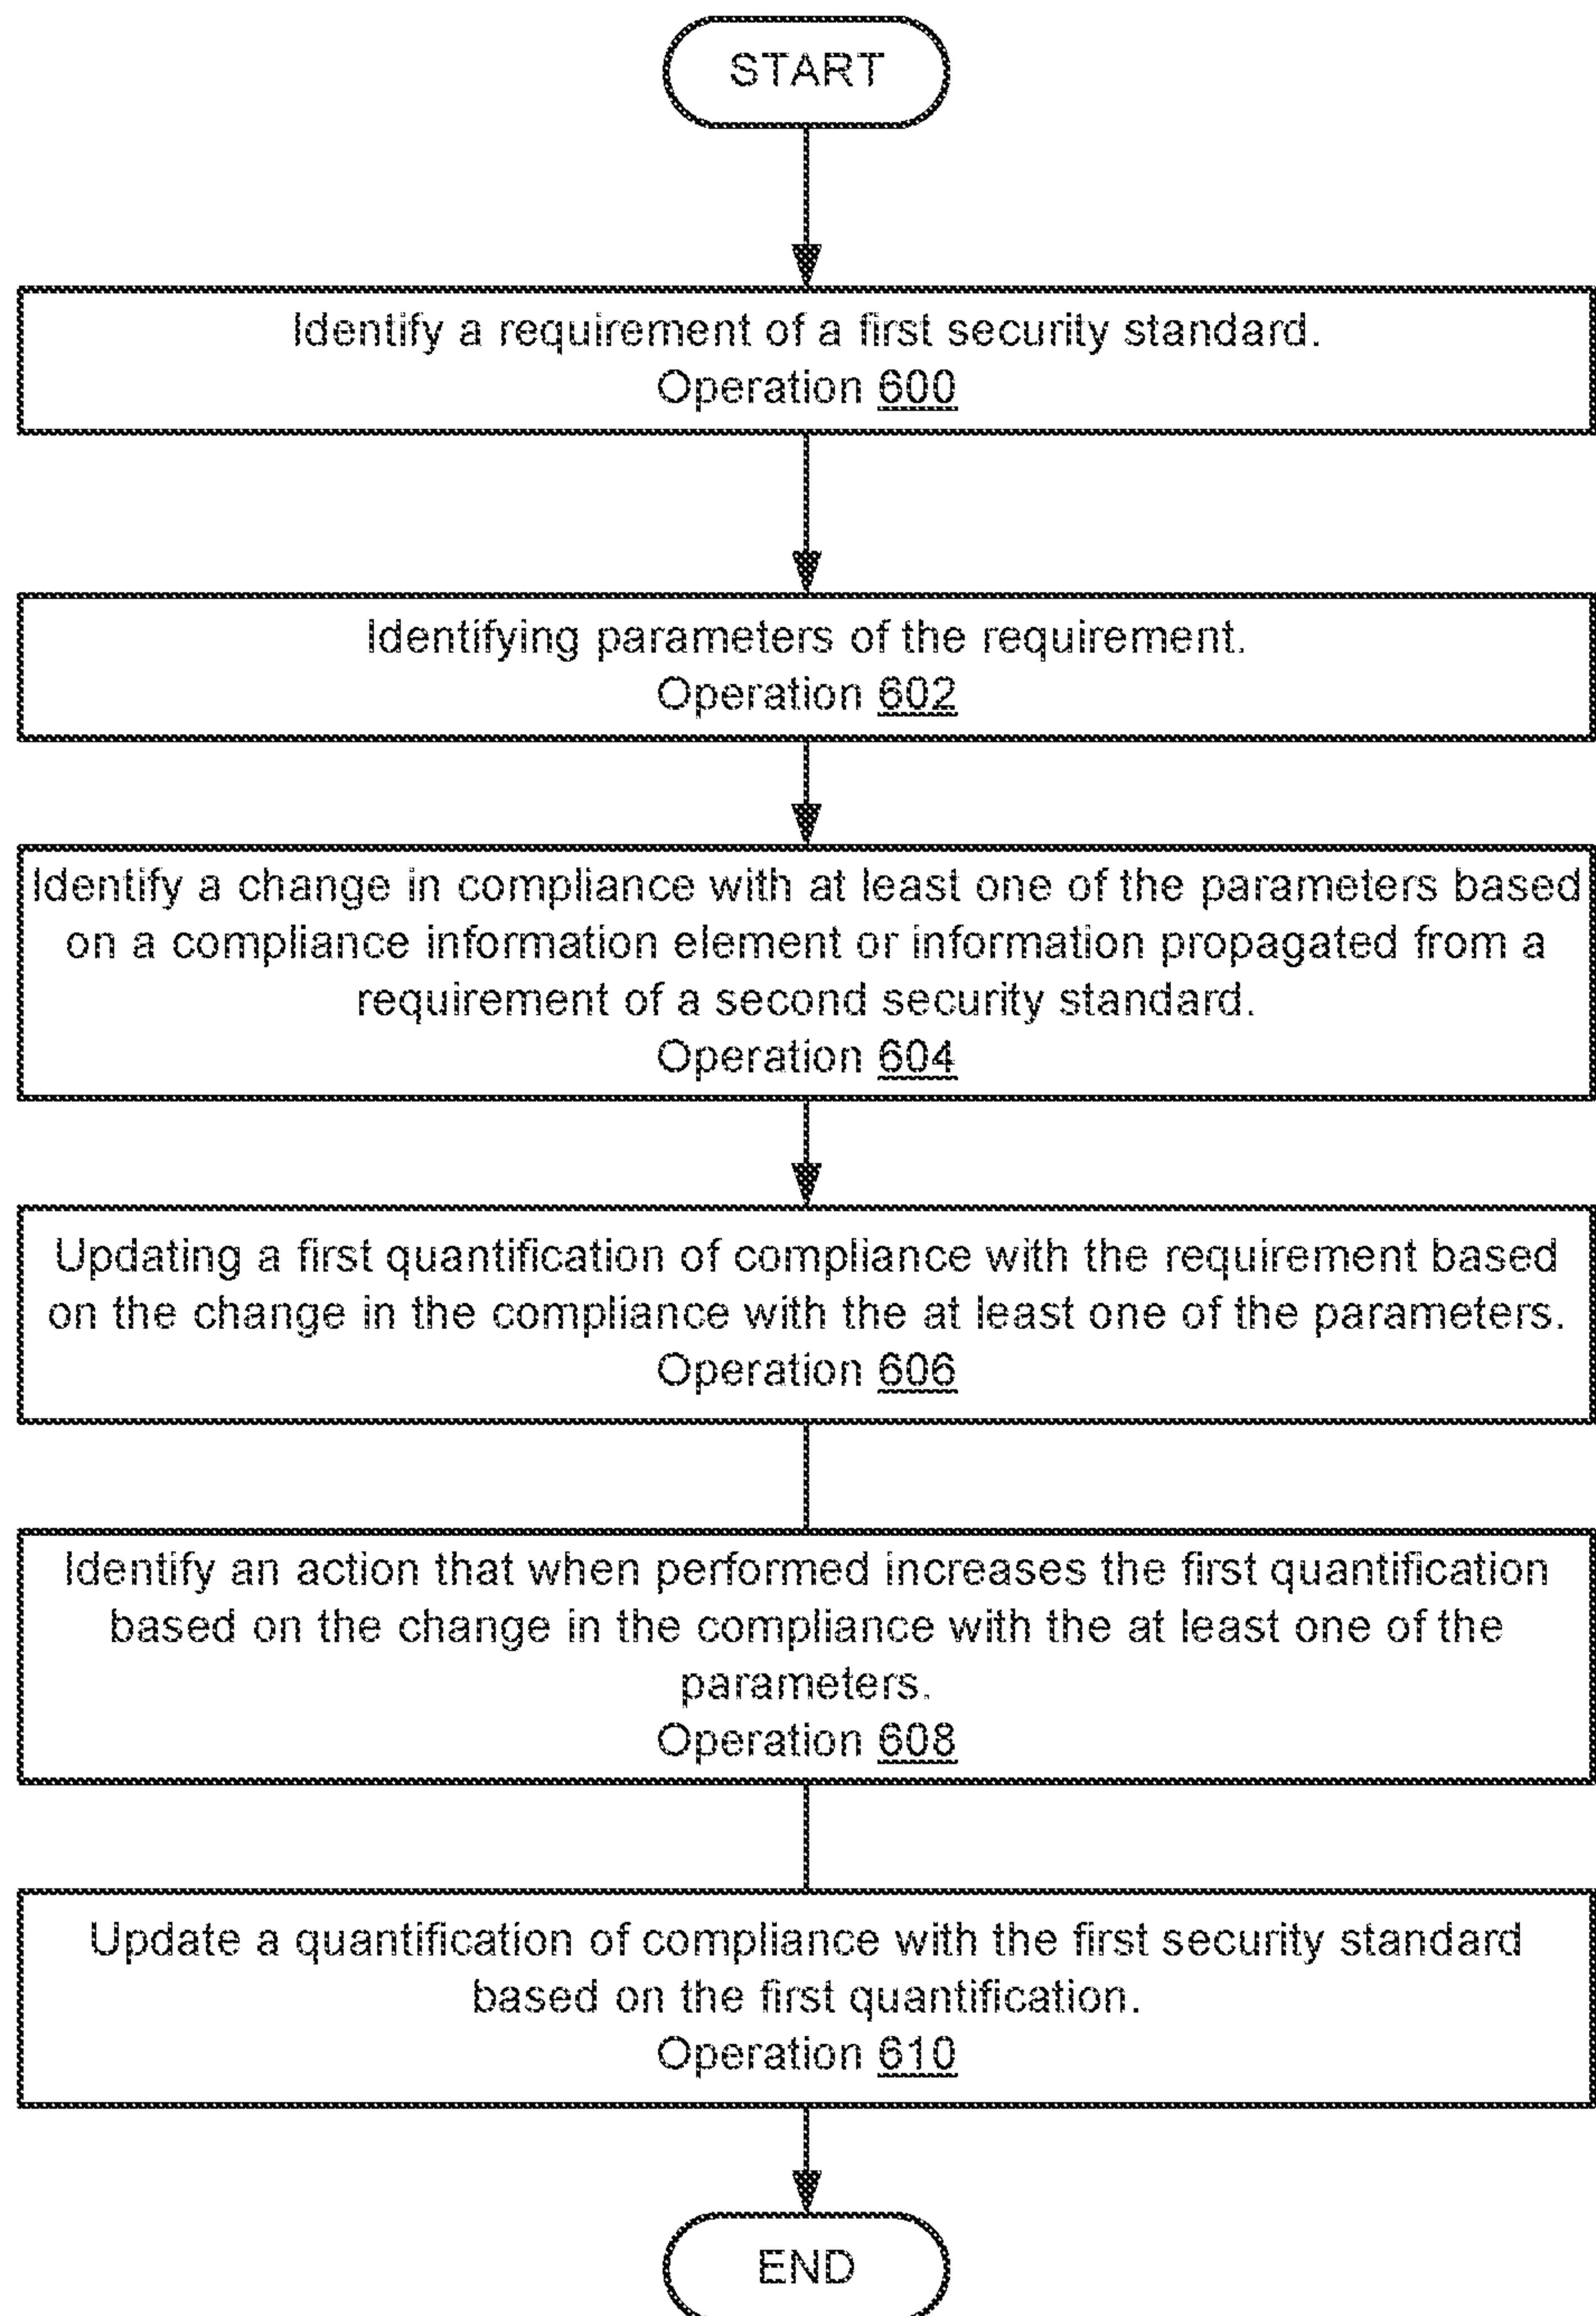 START
Identify a requirement of a first security standard.
Operation 600
Identifying parameters of the requirement.
Operation 602
Identify a change in compliance with at least one of the parameters based
on a compliance information element or information propagated from a
requirement of a second security standard.
Operation 604
Updating a first quantification of compliance with the requirement based
on the change in the compliance with the at least one of the parameters.
Operation 606
Identify an action that when performed increases the first quantification
based on the change in the compliance with the at least one of the
parameters.
Operation 608
Update a quantification of compliance with the first security standard
based on the first quantification.
Operation 610
END